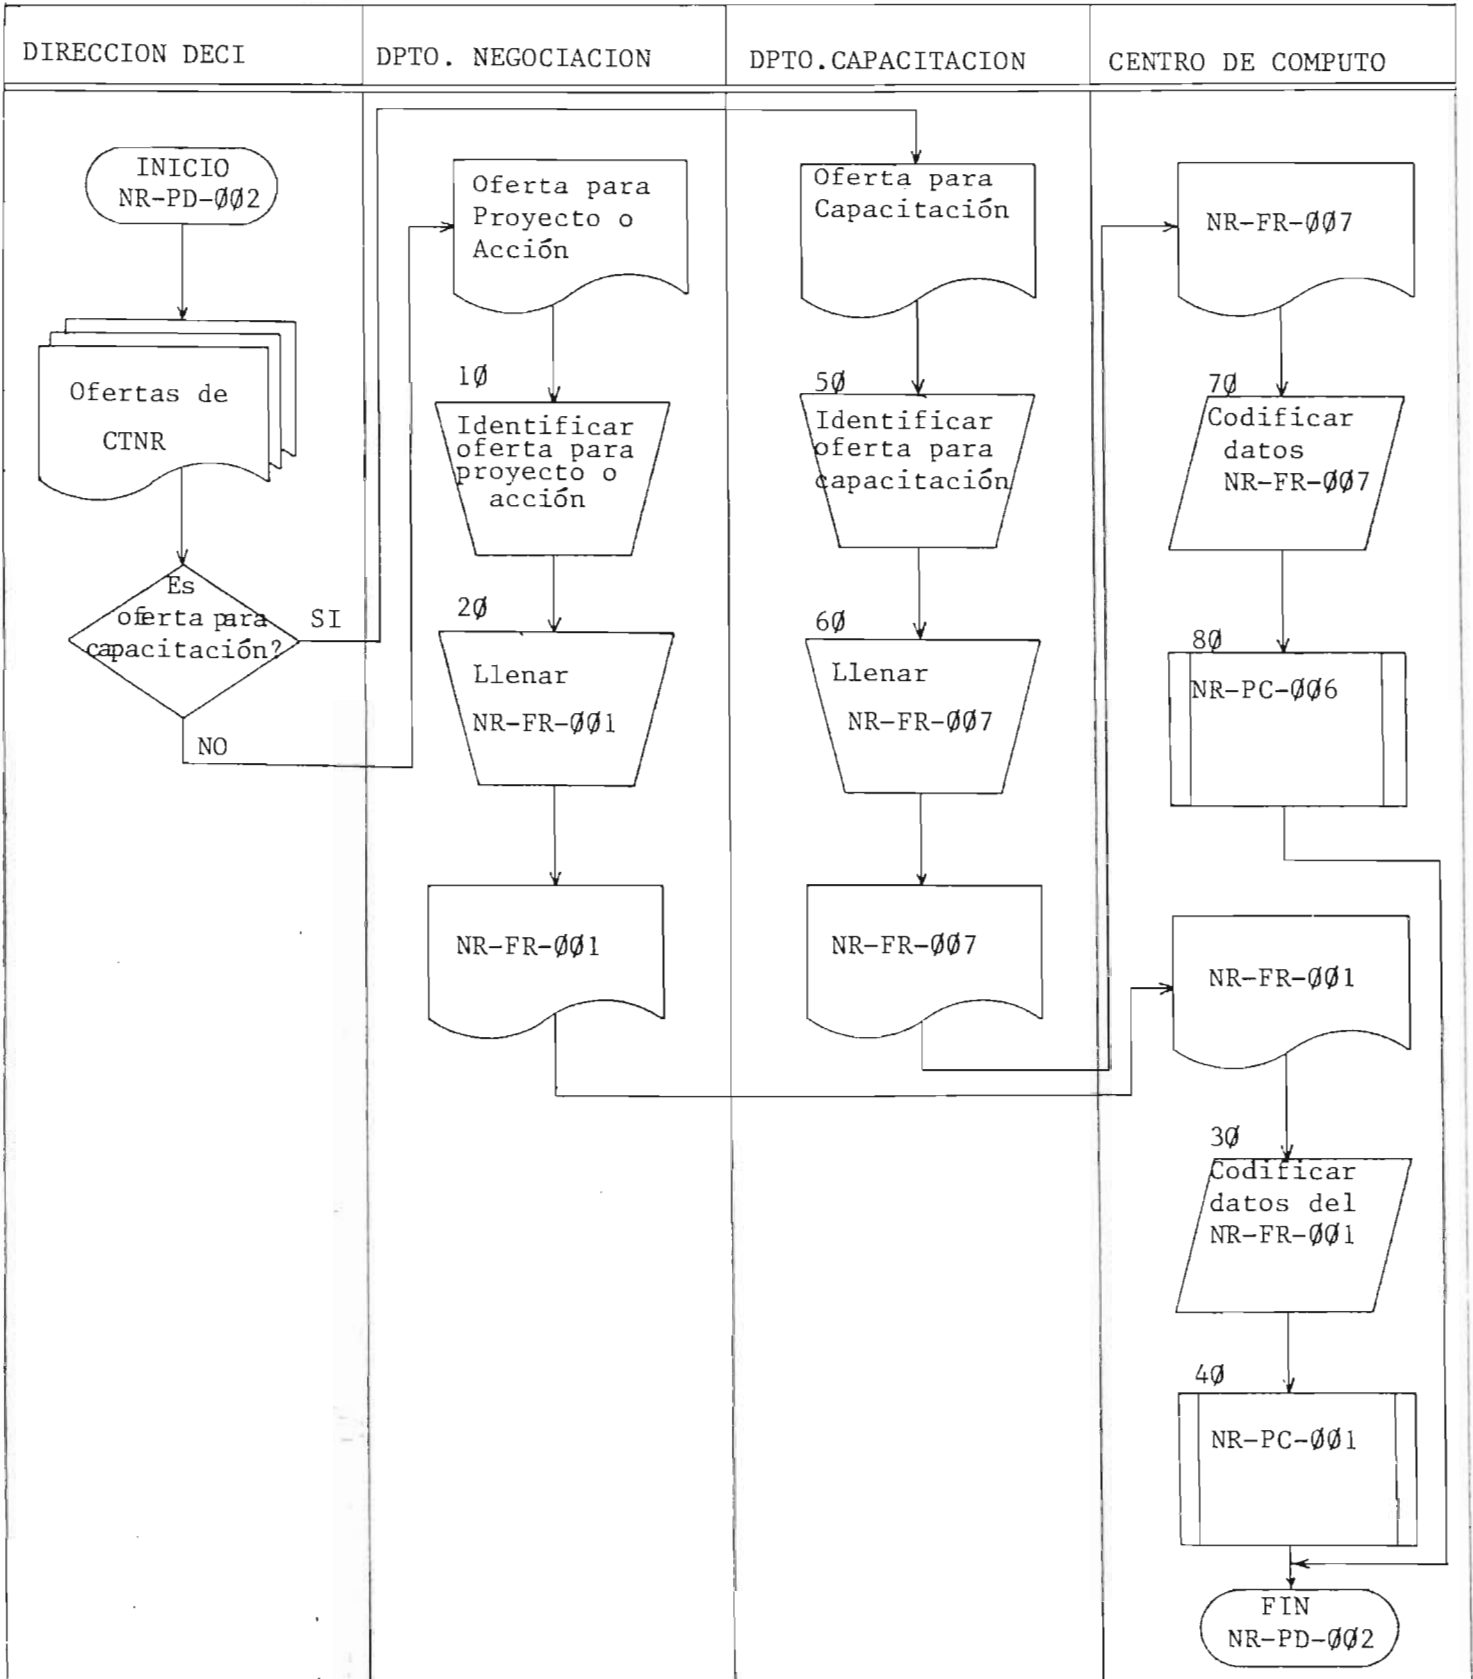 DIRECCION DECI
DPTO. NEGOCIACION
DPTO.CAPACITACION
CENTRO DE COMPUTO
INICIO
NR-PD-ØØ2
Ofertas de
CTNR
Es
oferta para
capacitación?
SI
NO
Oferta para
Proyecto o
Acción
1Ø
Identificar
oferta para
proyecto o
acción
2Ø
Llenar
NR-FR-ØØ1
NR-FR-ØØ1
Oferta para
Capacitación
5Ø
Identificar
oferta para
capacitación
6Ø
Llenar
NR-FR-ØØ7
NR-FR-ØØ7
NR-FR-ØØ7
7Ø
Codificar
datos
NR-FR-ØØ7
8Ø
NR-PC-ØØ6
NR-FR-ØØ1
3Ø
Codificar
datos del
NR-FR-ØØ1
4Ø
NR-PC-ØØ1
FIN
NR-PD-ØØ2